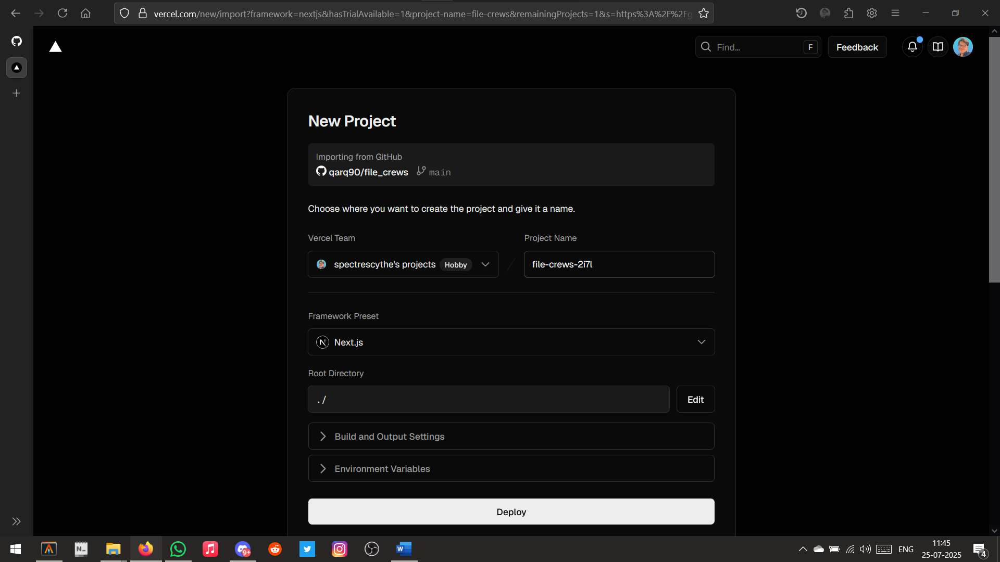 vercel.com/new/import?framework=nextjs&hasTrialAvailable=1&project-name=file-crews&remainingProjects=1&s=https%3A%2F%2Fg
Find...
F
Feedback
New Project
Importing from GitHub
qarq90/file_crews main
Choose where you want to create the project and give it a name.
Vercel Team
Project Name
spectrescythe's projects Hobby
/
file-crews-2i7l
Framework Preset
N Next.js
Root Directory
./
Edit
Build and Output Settings
Environment Variables
Deploy
N_
9+
W
ENG
11:45
25-07-2025
4